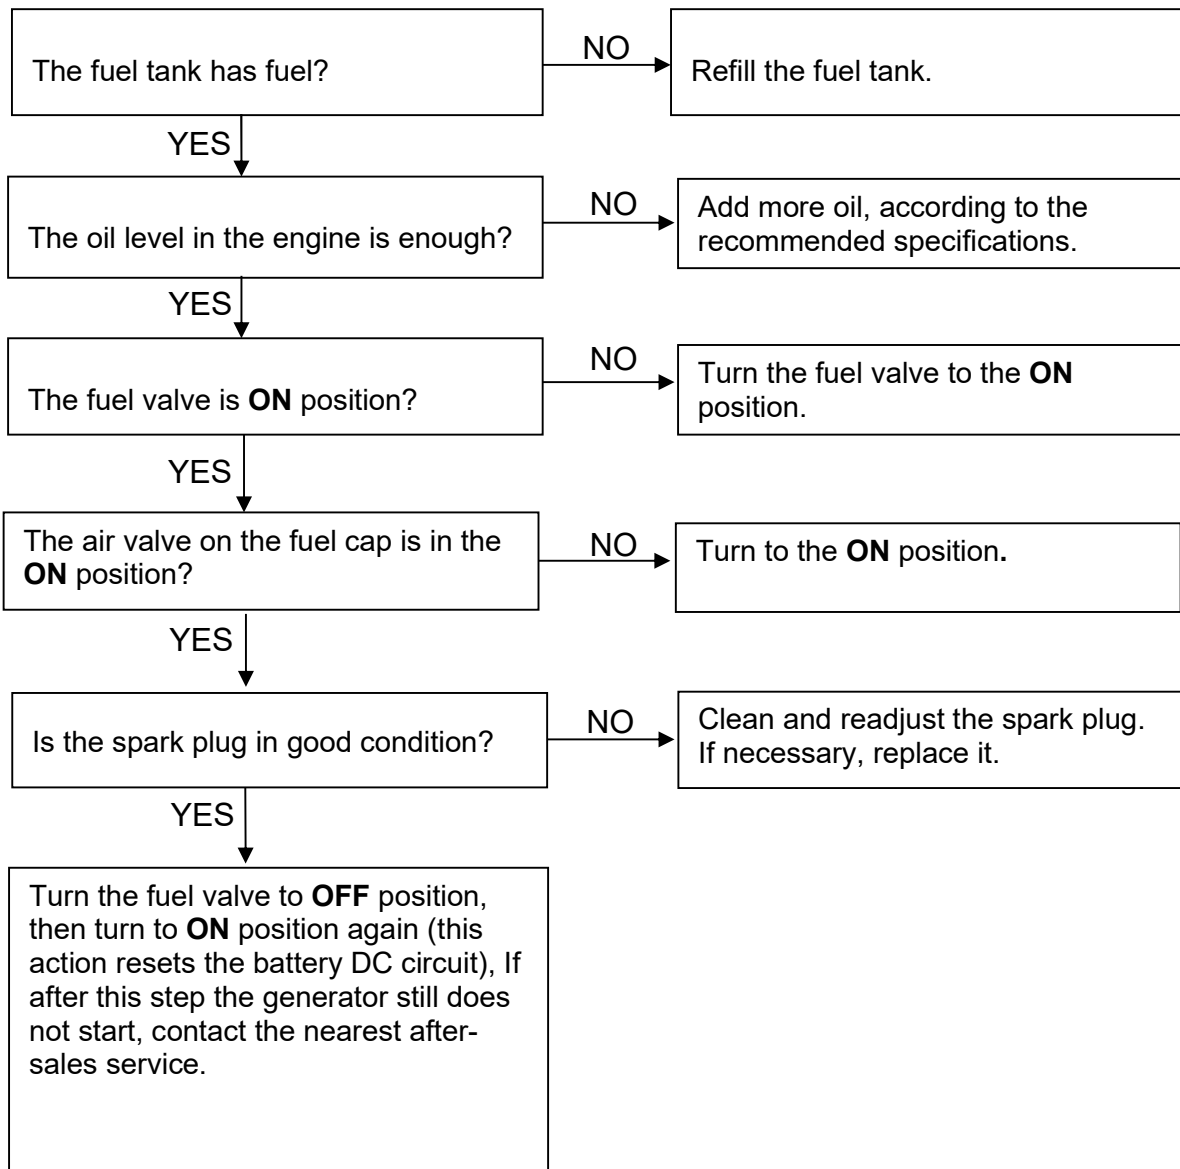 The fuel tank has fuel?
NO
Refill the fuel tank.
YES
The oil level in the engine is enough?
NO
Add more oil, according to the
recommended specifications.
YES
The fuel valve is ON position?
NO
Turn the fuel valve to the ON
position.
YES
The air valve on the fuel cap is in the
ON position?
NO
Turn to the ON position.
YES
Is the spark plug in good condition?
NO
Clean and readjust the spark plug.
If necessary, replace it.
YES
Turn the fuel valve to OFF position,
then turn to ON position again (this
action resets the battery DC circuit), If
after this step the generator still does
not start, contact the nearest after-
sales service.